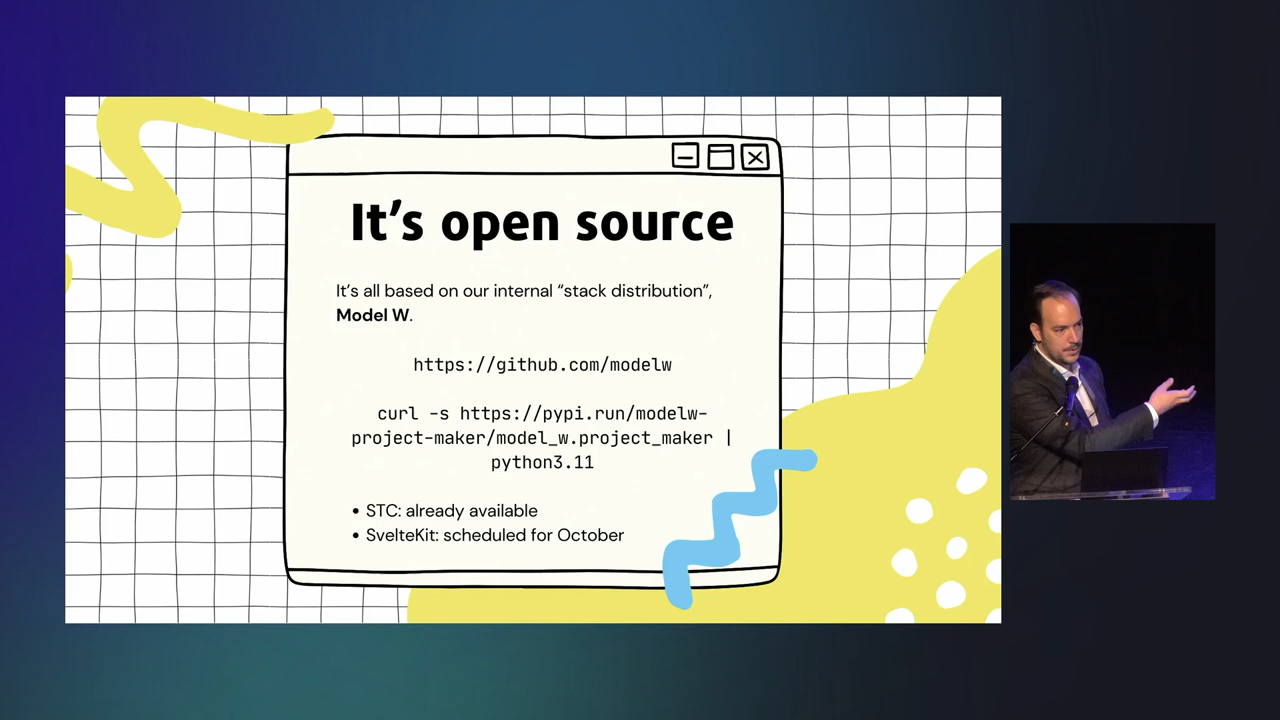 It's open source
It's all based on our internal “stack distribution”,
Model W.
https://github.com/modelw
curl -s https://pypi.run/modelw-
project-maker/model_w.project_maker |
python3.11
• STC: already available
• SvelteKit: scheduled for October